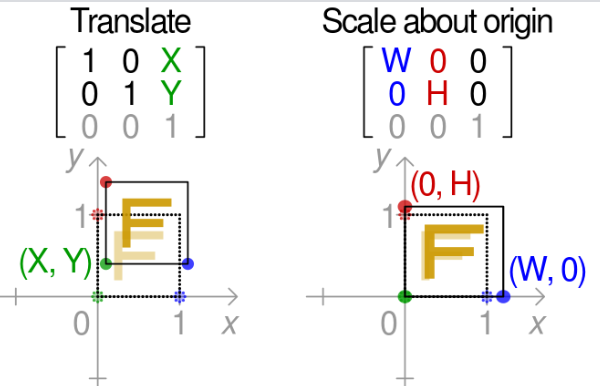 Translate
1 0 X
0 1 Y
0 0 1
y
1
F
F
(X, Y)
0
1
x
Scale about origin
W 0 0
0 H 0
0 0 1
y
(0, H)
1
F
F
(W, 0)
0
1
x